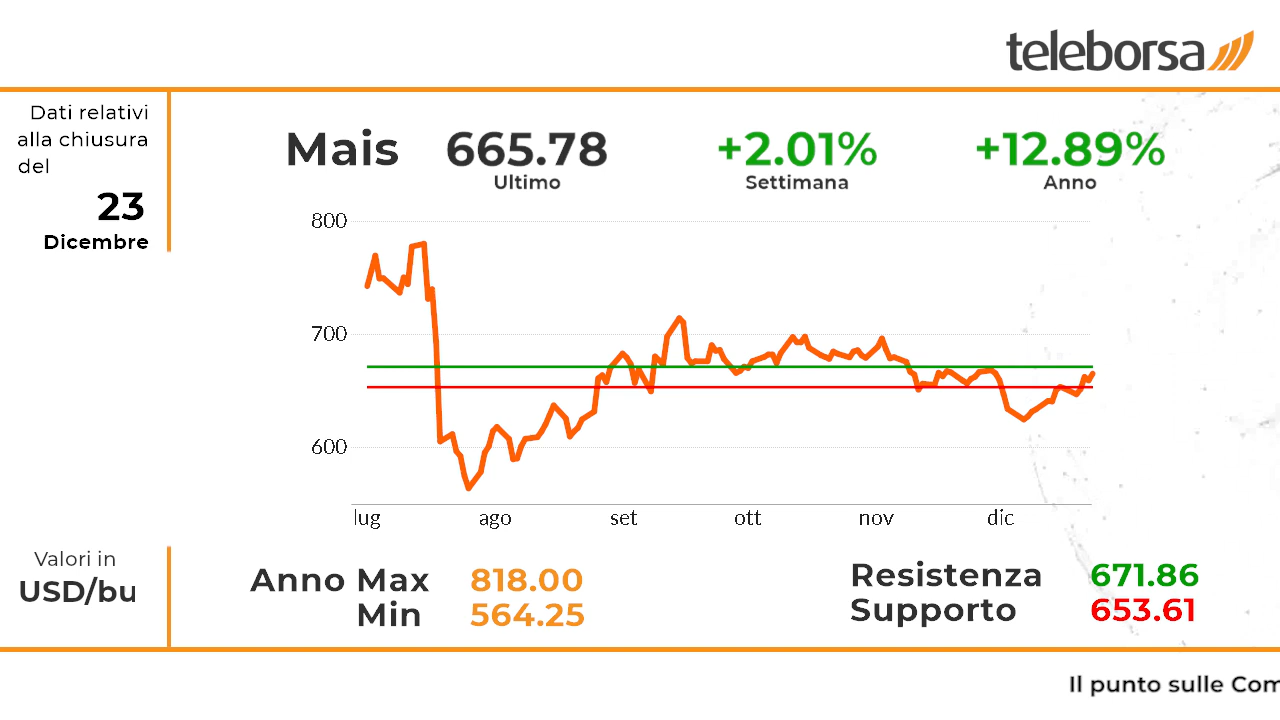 teleborsa
Dati relativi
alla chiusura
del
23
Dicembre
Mais 665.78 +2.01% +12.89%
Ultimo Settimana Anno
800
700
600
lug ago set ott nov dic
Valori in
USD/bu
Anno Max 818.00
Min 564.25
Resistenza 671.86
Supporto 653.61
Il punto sulle Com